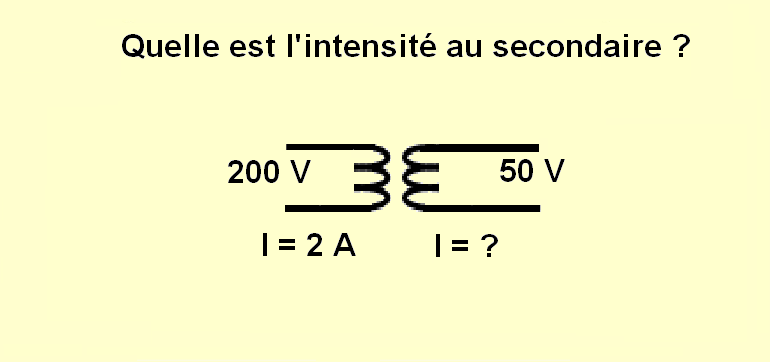 Quelle est l'intensité au secondaire ?
200 V 50 V
I = 2 A I = ?